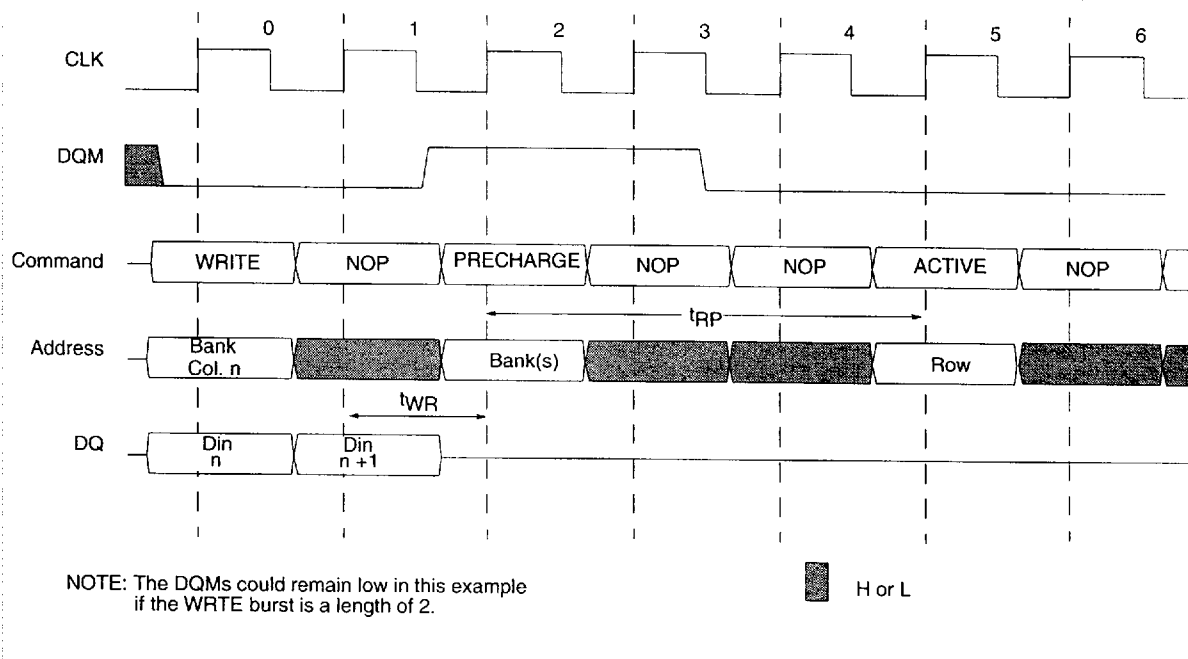 0 1 2 3 4 5 6
CLK
DQM
Command WRITE NOP PRECHARGE NOP NOP ACTIVE NOP
tRP
Address Bank Col. n Bank(s) Row
tWR
DQ Din n Din n +1
NOTE: The DQMs could remain low in this example
if the WRTE burst is a length of 2.
H or L